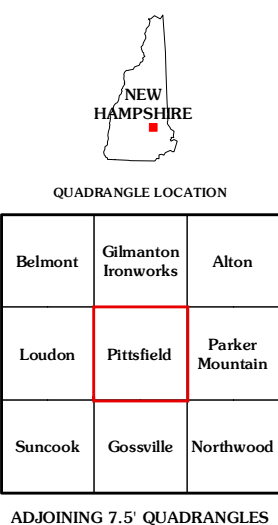 NEW
HAMPSHIRE
QUADRANGLE LOCATION
Belmont
Gilmanton
Ironworks
Alton
Loudon
Pittsfield
Parker
Mountain
Suncook
Gossville
Northwood
ADJOINING 7.5' QUADRANGLES